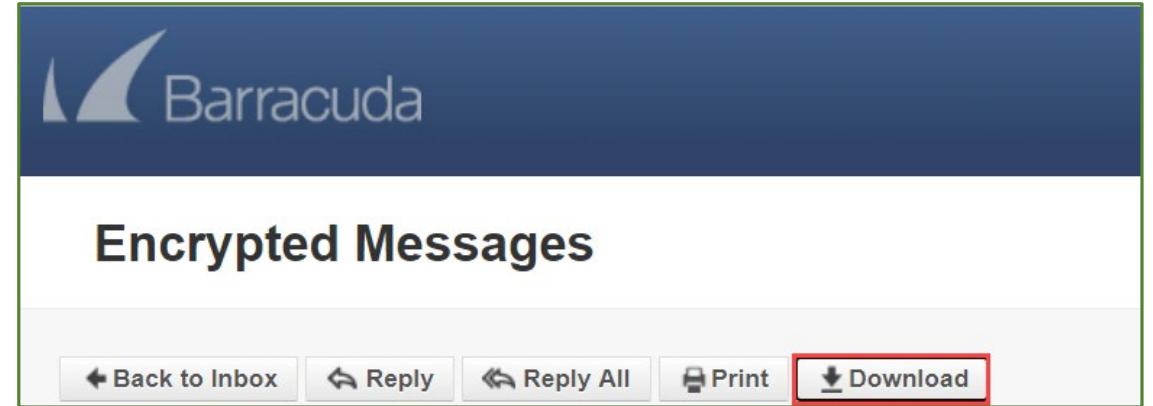 Barracuda
Encrypted Messages
Back to Inbox Reply Reply All Print Download